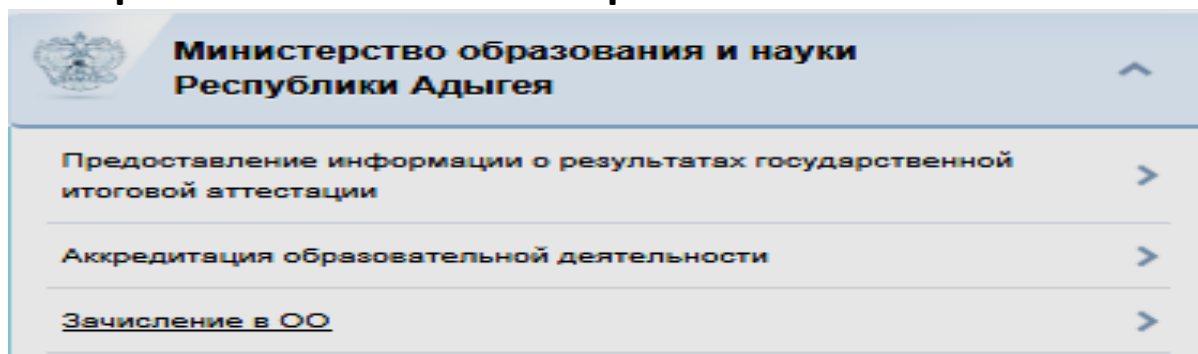 Министерство образования и науки
Республики Адыгея
Предоставление информации о результатах государственной
итоговой аттестации
Аккредитация образовательной деятельности
Зачисление в ОО